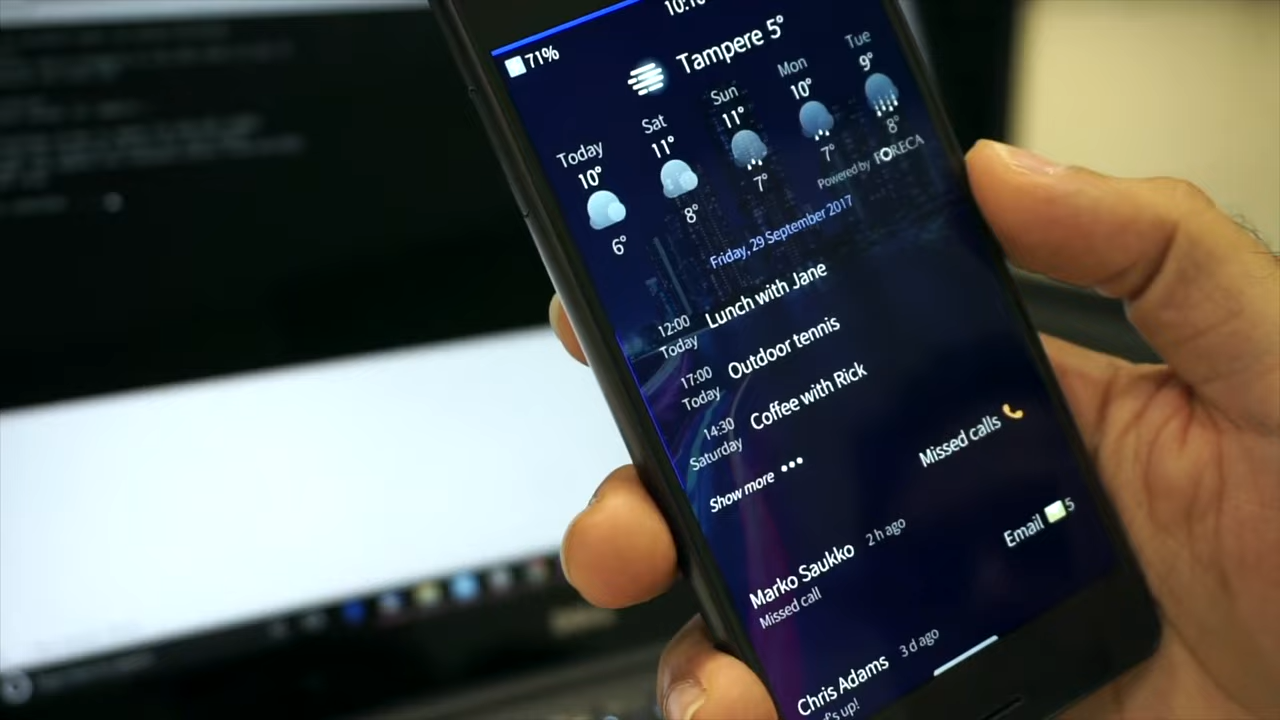 71%
Tampere 5°
Today
10°
6°
Sat
11°
8°
Sun
11°
7°
Mon
10°
7°
Tue
9°
8°
Powered by FORECA
Friday, 29 September 2017
12:00 Lunch with Jane
Today
17:00 Outdoor tennis
Today
14:30 Coffee with Rick
Saturday
Show more •••
Missed calls
Email 5
Marko Saukko 2 h ago
Missed call
Chris Adams 3 d ago